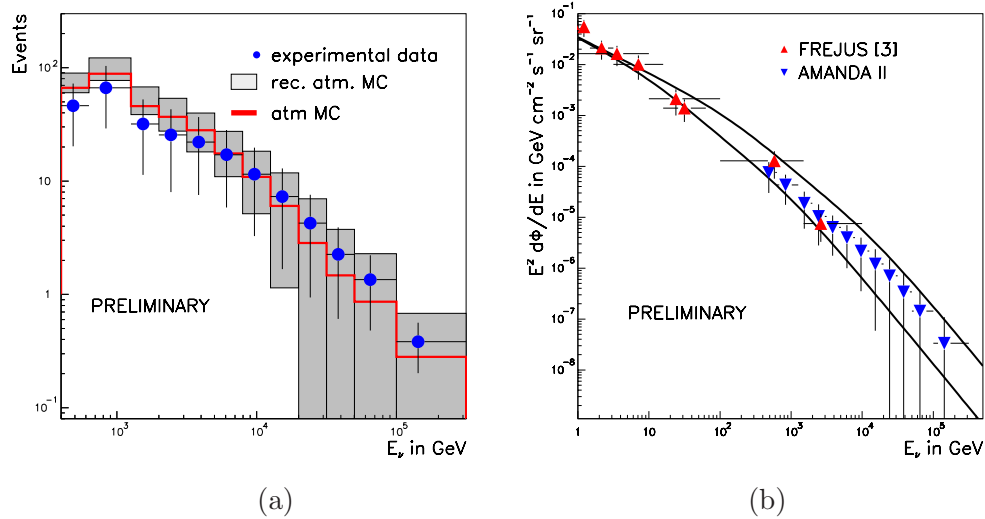 (a)
Events
10²
10
1
10⁻¹
experimental data
rec. atm. MC
atm MC
PRELIMINARY
10³ 10⁴ 10⁵
E_ν in GeV
(b)
E² dΦ/dE in GeV cm⁻² s⁻¹ sr⁻¹
10⁻¹
10⁻²
10⁻³
10⁻⁴
10⁻⁵
10⁻⁶
10⁻⁷
10⁻⁸
FREJUS [3]
AMANDA II
PRELIMINARY
1 10 10² 10³ 10⁴ 10⁵
E_ν in GeV